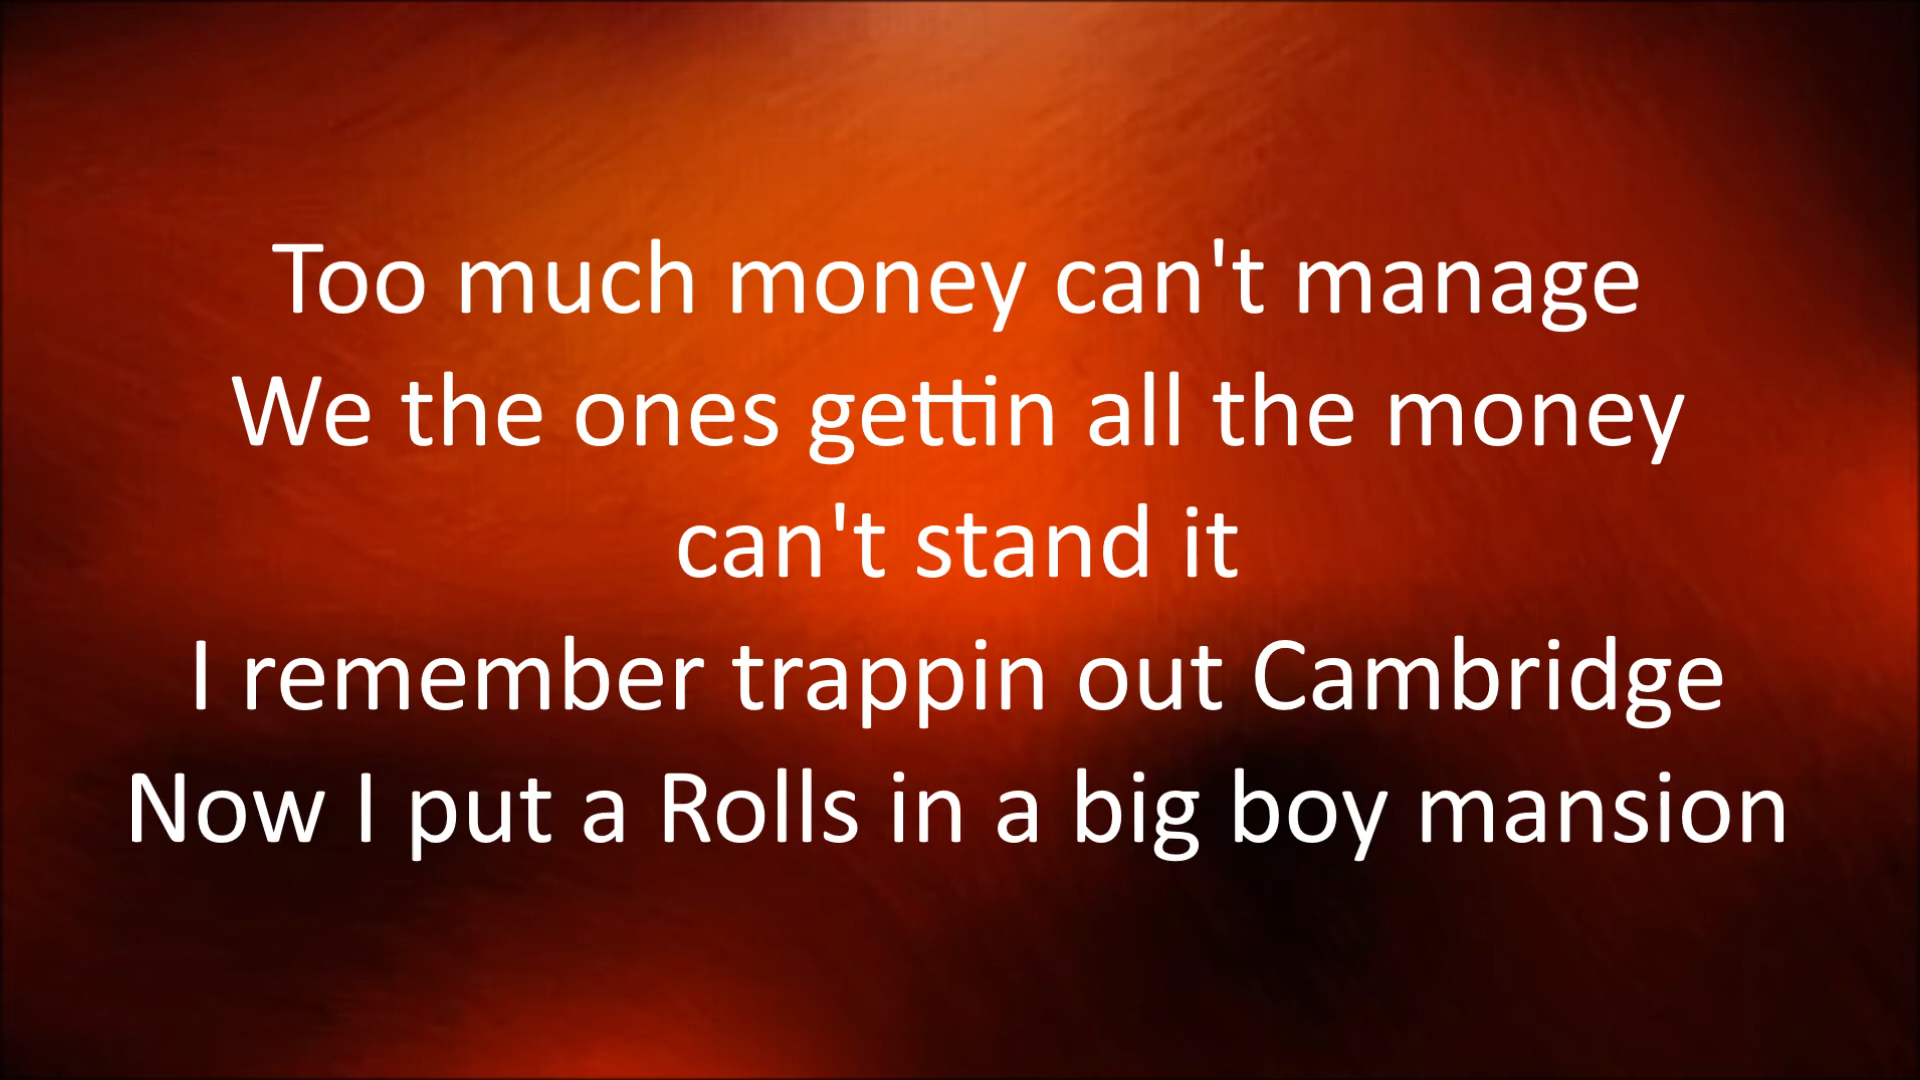 Too much money can't manage
We the ones gettin all the money
can't stand it
I remember trappin out Cambridge
Now I put a Rolls in a big boy mansion